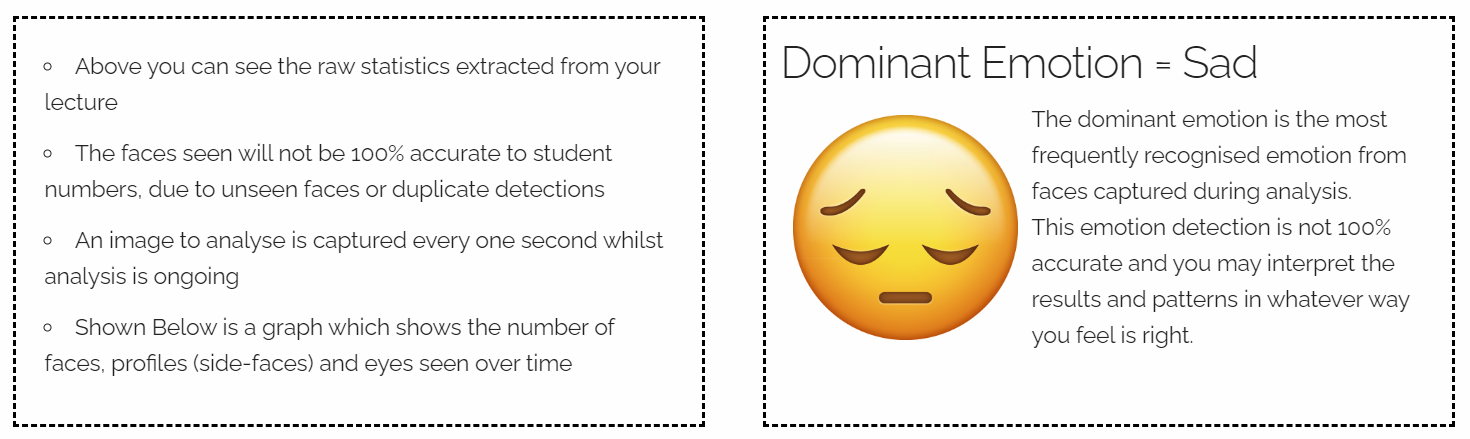 Above you can see the raw statistics extracted from your
lecture
The faces seen will not be 100% accurate to student
numbers, due to unseen faces or duplicate detections
An image to analyse is captured every one second whilst
analysis is ongoing
Shown Below is a graph which shows the number of
faces, profiles (side-faces) and eyes seen over time
Dominant Emotion = Sad
The dominant emotion is the most
frequently recognised emotion from
faces captured during analysis.
This emotion detection is not 100%
accurate and you may interpret the
results and patterns in whatever way
you feel is right.